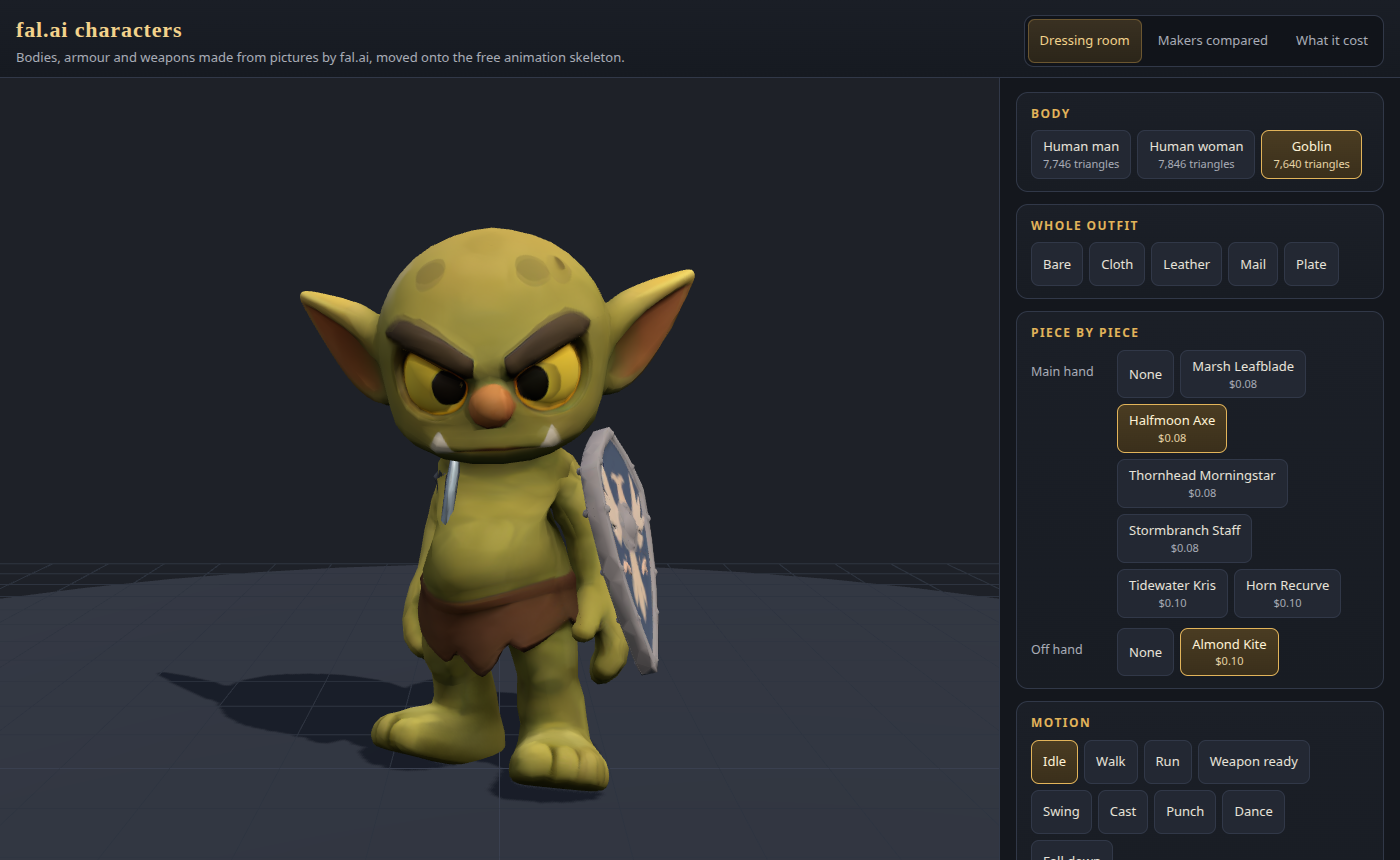 fal.ai characters
Bodies, armour and weapons made from pictures by fal.ai, moved onto the free animation skeleton.
Dressing room
Makers compared
What it cost
BODY
Human man
7,746 triangles
Human woman
7,846 triangles
Goblin
7,640 triangles
WHOLE OUTFIT
Bare
Cloth
Leather
Mail
Plate
PIECE BY PIECE
Main hand
None
Marsh Leafblade
$0.08
Halfmoon Axe
$0.08
Thornhead Morningstar
$0.08
Stormbranch Staff
$0.08
Tidewater Kris
$0.10
Horn Recurve
$0.10
Off hand
None
Almond Kite
$0.10
MOTION
Idle
Walk
Run
Weapon ready
Swing
Cast
Punch
Dance